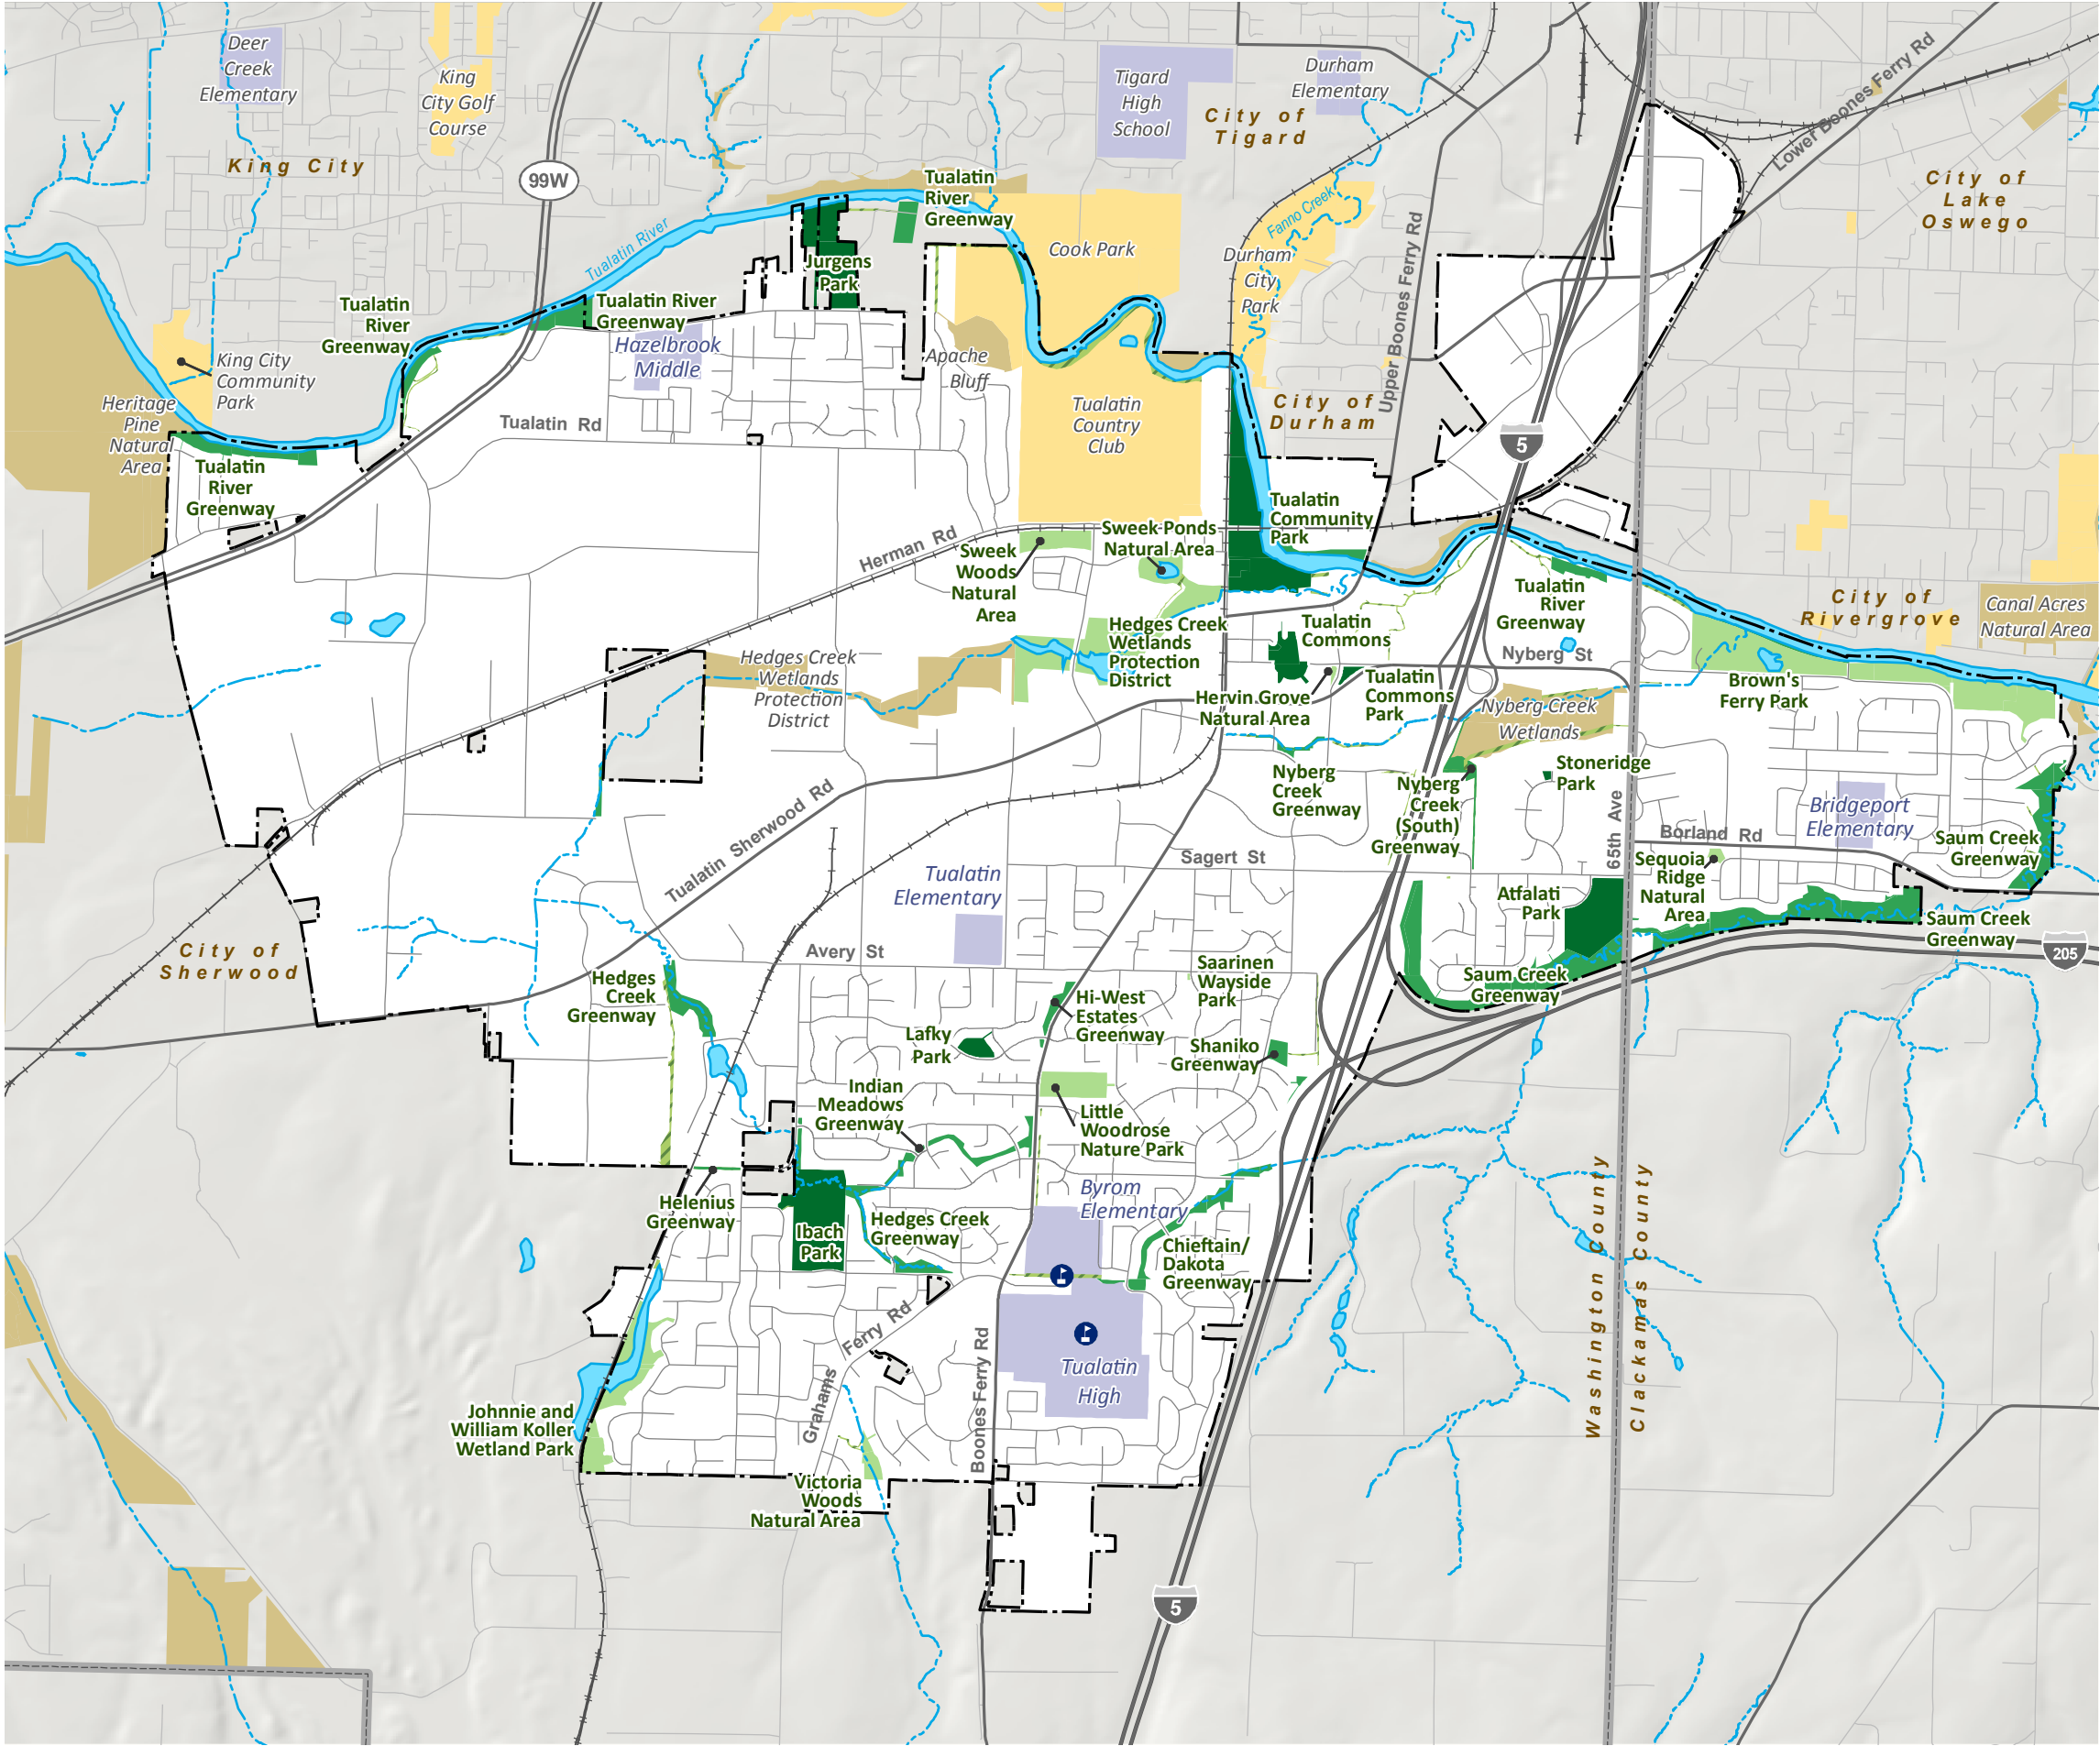 Deer
Creek
Elementary
King
City Golf
Course
King City
99W
Tigard
High
School
Durham
Elementary
City of
Tigard
Lower Boones Ferry Rd
City of
Lake
Oswego
Tualatin
River
Greenway
Fanno Creek
Cook Park
Durham
City
Park
Upper Boones Ferry Rd
Tualatin River
Jurgens
Park
Tualatin
River
Greenway
Tualatin River
Greenway
Hazelbrook
Middle
Apache
Bluff
King City
Community
Park
Heritage
Pine
Natural
Area
Tualatin
River
Greenway
Tualatin Rd
Tualatin
Country
Club
City of
Durham
5
Tualatin
Community
Park
Herman Rd
Sweek Ponds
Natural Area
Sweek
Woods
Natural
Area
Hedges Creek
Wetlands
Protection
District
Tualatin
Commons
Tualatin
River
Greenway
City of
Rivergrove
Canal Acres
Natural Area
Nyberg St
Hedges Creek
Wetlands
Protection
District
Hervin Grove
Natural Area
Tualatin
Commons
Park
Nyberg Creek
Wetlands
Brown's
Ferry Park
Nyberg
Creek
Greenway
Nyberg
Creek
(South)
Greenway
Stoneridge
Park
Bridgeport
Elementary
65th Ave
Borland Rd
Saum Creek
Greenway
Tualatin Sherwood Rd
Sagert St
Tualatin
Elementary
Sequoia
Ridge
Natural
Area
Atfalati
Park
Saum Creek
Greenway
205
City of
Sherwood
Avery St
Hedges
Creek
Greenway
Saarinen
Wayside
Park
Saum Creek
Greenway
Hi-West
Estates
Greenway
Lafky
Park
Shaniko
Greenway
Indian
Meadows
Greenway
Little
Woodrose
Nature Park
Byrom
Elementary
Helenius
Greenway
Ibach
Park
Hedges Creek
Greenway
Chieftain/
Dakota
Greenway
Washington County
Clackamas County
Grahams
Ferry Rd
Boones Ferry Rd
Tualatin
High
Johnnie and
William Koller
Wetland Park
Victoria
Woods
Natural Area
5